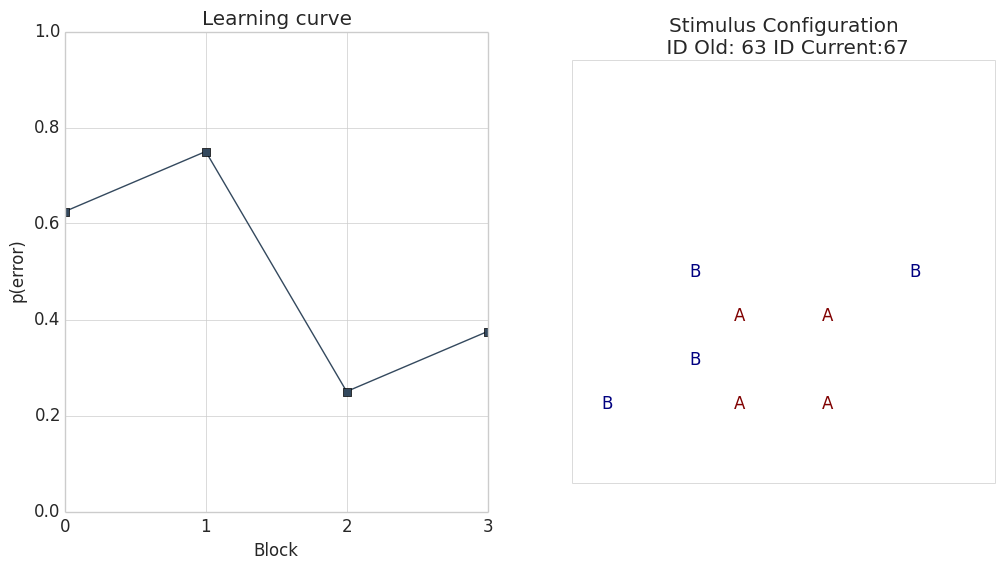 Learning curve
1.0
0.8
0.6
0.4
0.2
0.0
p(error)
0 1 2 3
Block
Stimulus Configuration
ID Old: 63 ID Current:67
B B
A A
B
B A A